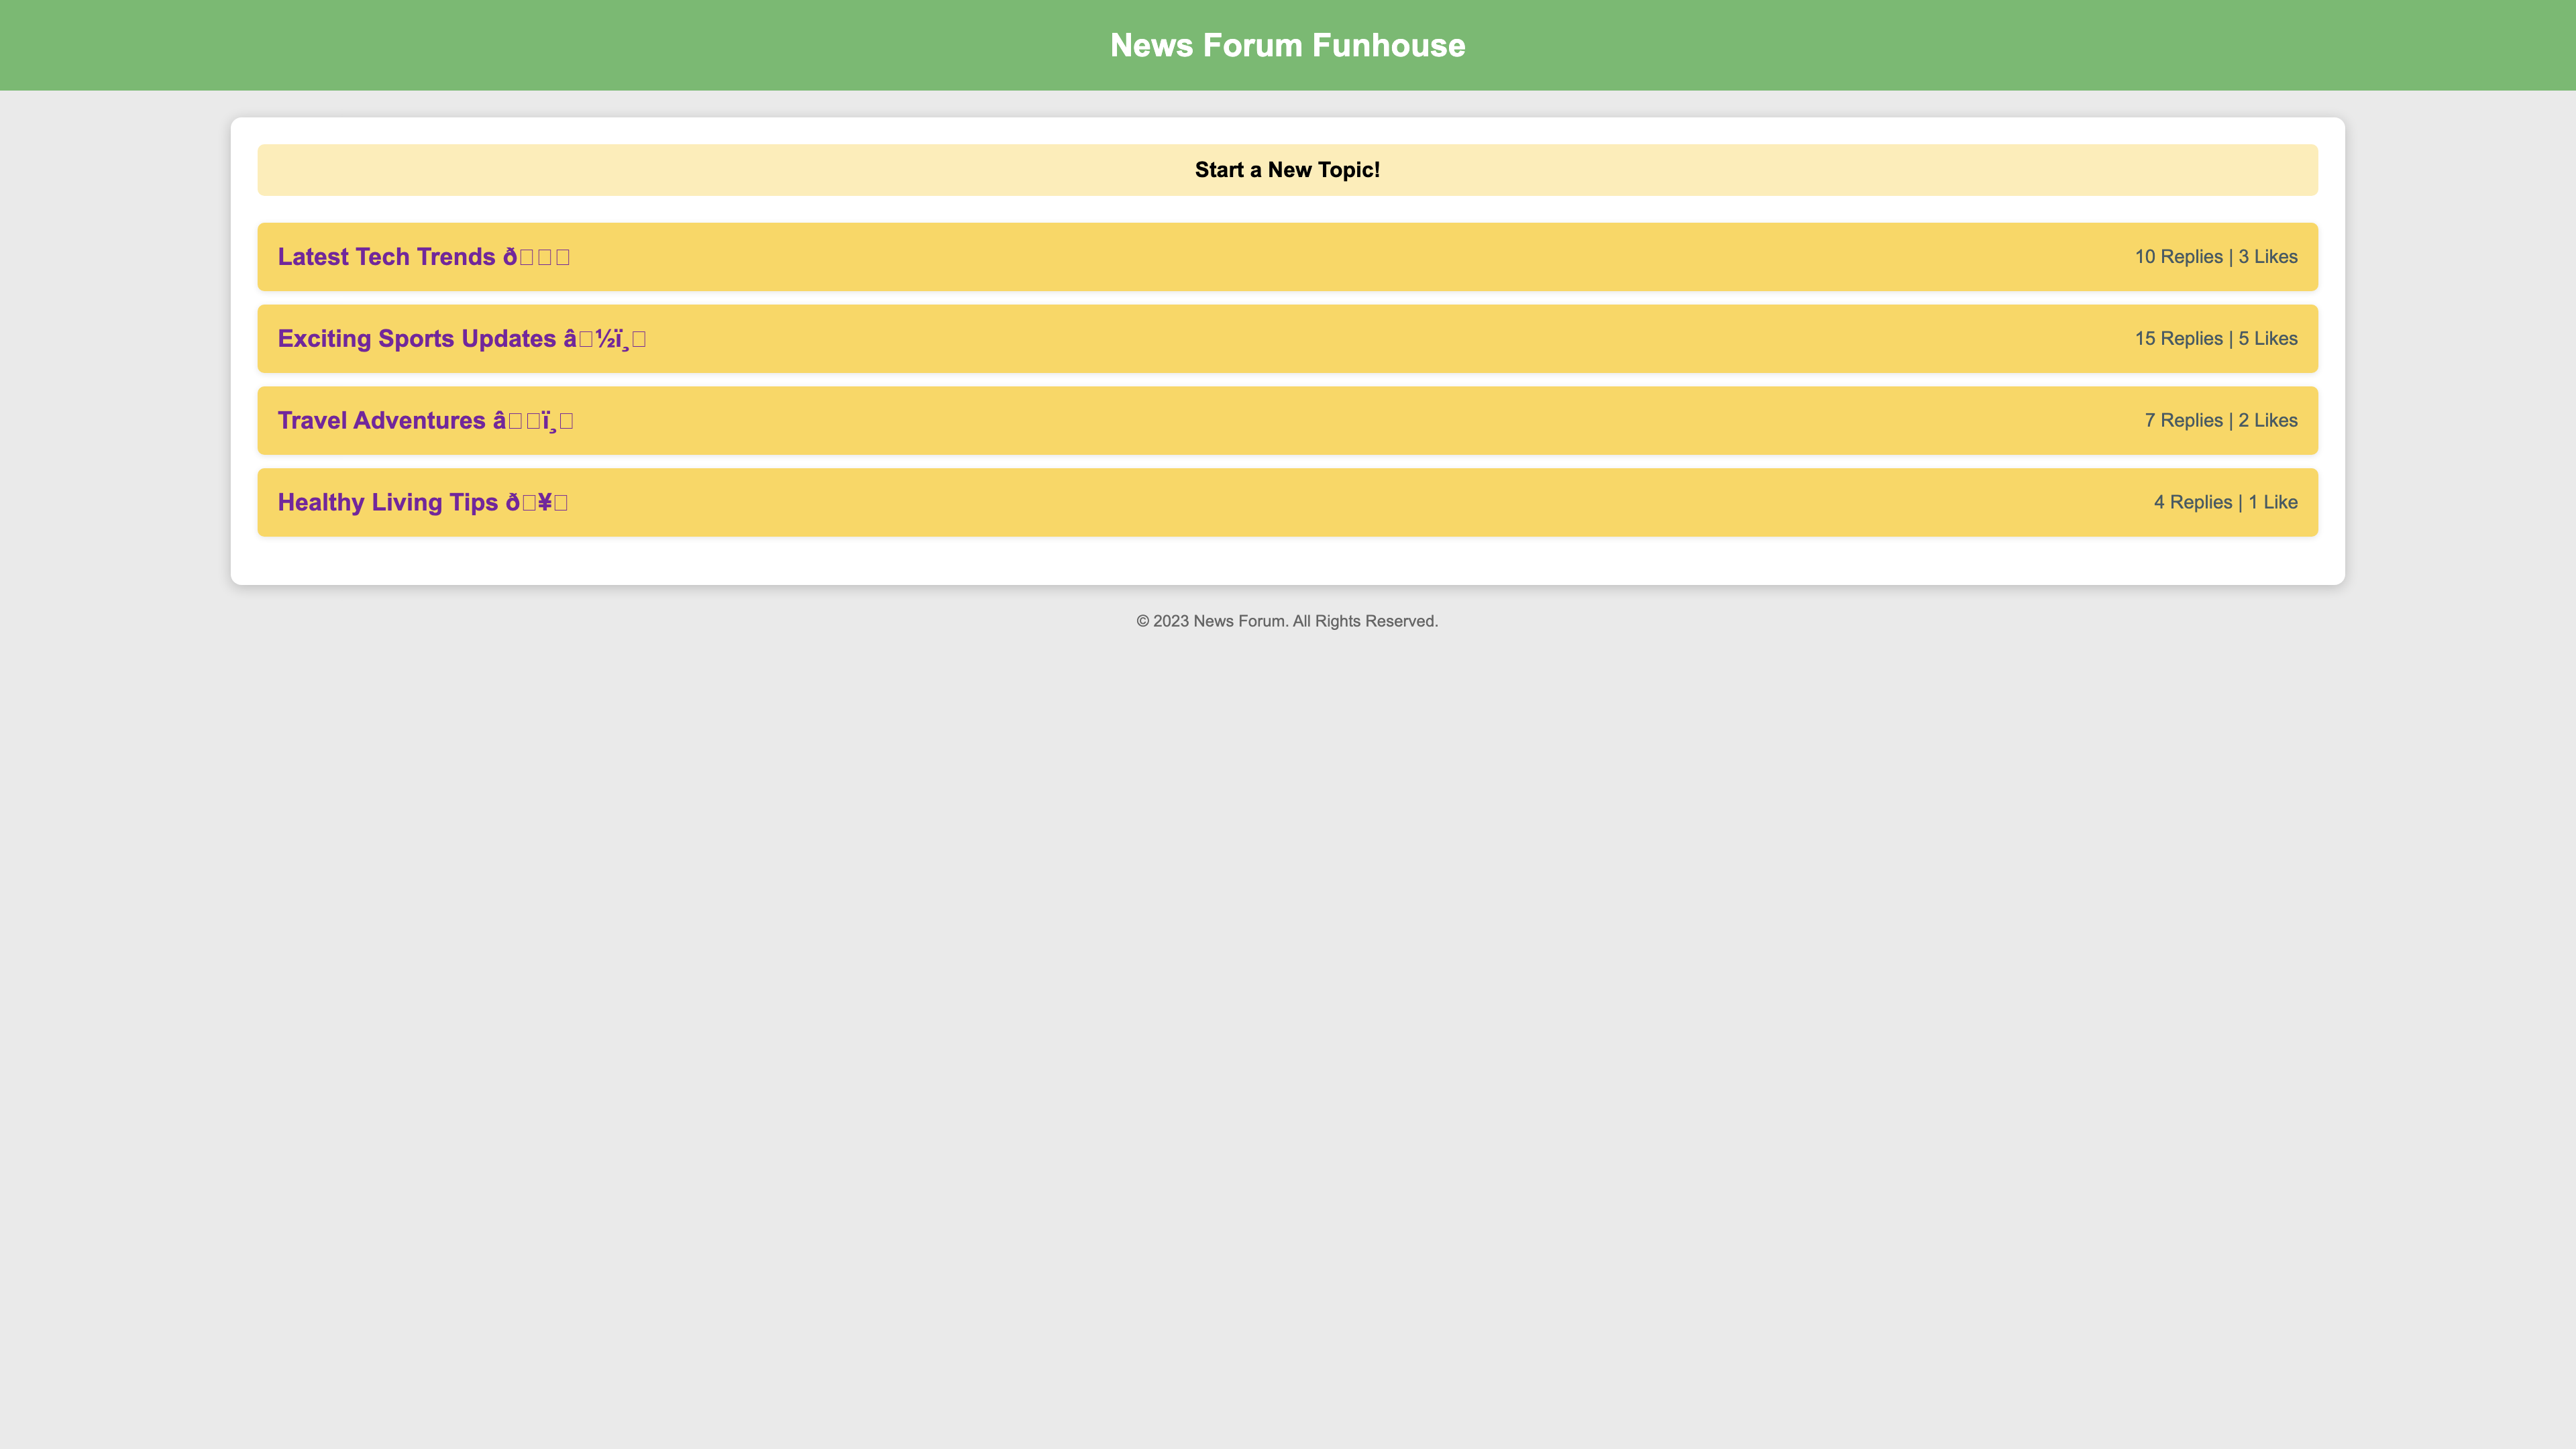 News Forum Funhouse
Start a New Topic!
Latest Tech Trends ð
10 Replies | 3 Likes
Exciting Sports Updates â½ï¸
15 Replies | 5 Likes
Travel Adventures âï¸
7 Replies | 2 Likes
Healthy Living Tips ð¥
4 Replies | 1 Like
© 2023 News Forum. All Rights Reserved.